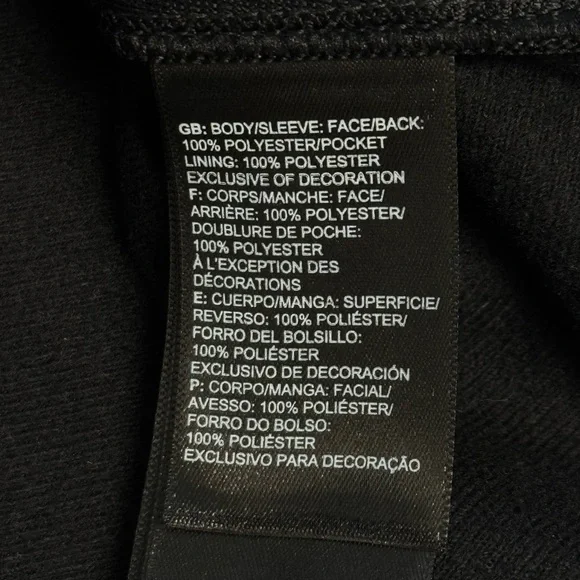 GB: BODY/SLEEVE: FACE/BACK:
100% POLYESTER/POCKET
LINING: 100% POLYESTER
EXCLUSIVE OF DECORATION
F: CORPS/MANCHE: FACE/
ARRIÈRE: 100% POLYESTER/
DOUBLURE DE POCHE:
100% POLYESTER
À L'EXCEPTION DES
DÉCORATIONS
E: CUERPO/MANGA: SUPERFICIE/
REVERSO: 100% POLIÉSTER/
FORRO DEL BOLSILLO:
100% POLIÉSTER
EXCLUSIVO DE DECORACIÓN
P: CORPO/MANGA: FACIAL/
AVESSO: 100% POLIÉSTER/
FORRO DO BOLSO:
100% POLIÉSTER
EXCLUSIVO PARA DECORAÇÃO